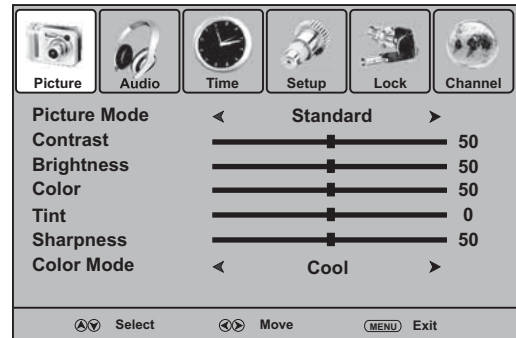 Picture Audio Time Setup Lock Channel
Picture Mode Standard
Contrast 50
Brightness 50
Color 50
Tint 0
Sharpness 50
Color Mode Cool
Select Move MENU Exit